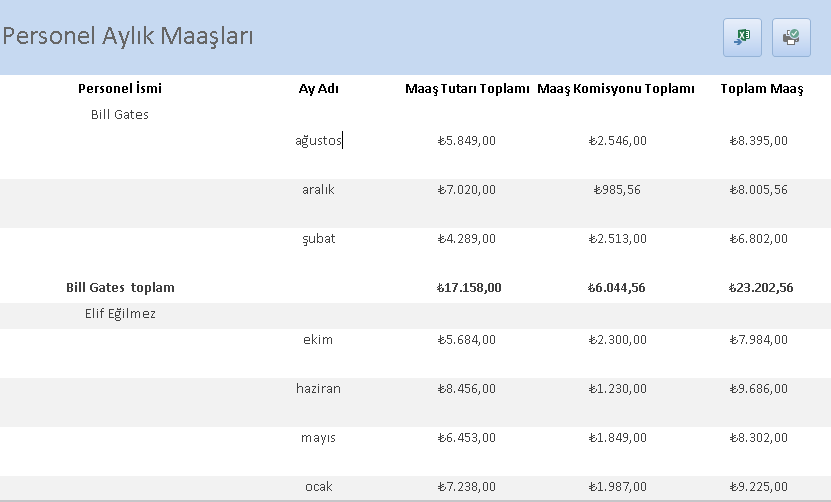 Personel Aylık Maaşları
Personel İsmi Ay Adı Maaş Tutarı Toplamı Maaş Komisyonu Toplamı Toplam Maaş
Bill Gates
ağustos ₺5.849,00 ₺2.546,00 ₺8.395,00
aralık ₺7.020,00 ₺985,56 ₺8.005,56
şubat ₺4.289,00 ₺2.513,00 ₺6.802,00
Bill Gates toplam ₺17.158,00 ₺6.044,56 ₺23.202,56
Elif Eğilmez
ekim ₺5.684,00 ₺2.300,00 ₺7.984,00
haziran ₺8.456,00 ₺1.230,00 ₺9.686,00
mayıs ₺6.453,00 ₺1.849,00 ₺8.302,00
ocak ₺7.238,00 ₺1.987,00 ₺9.225,00